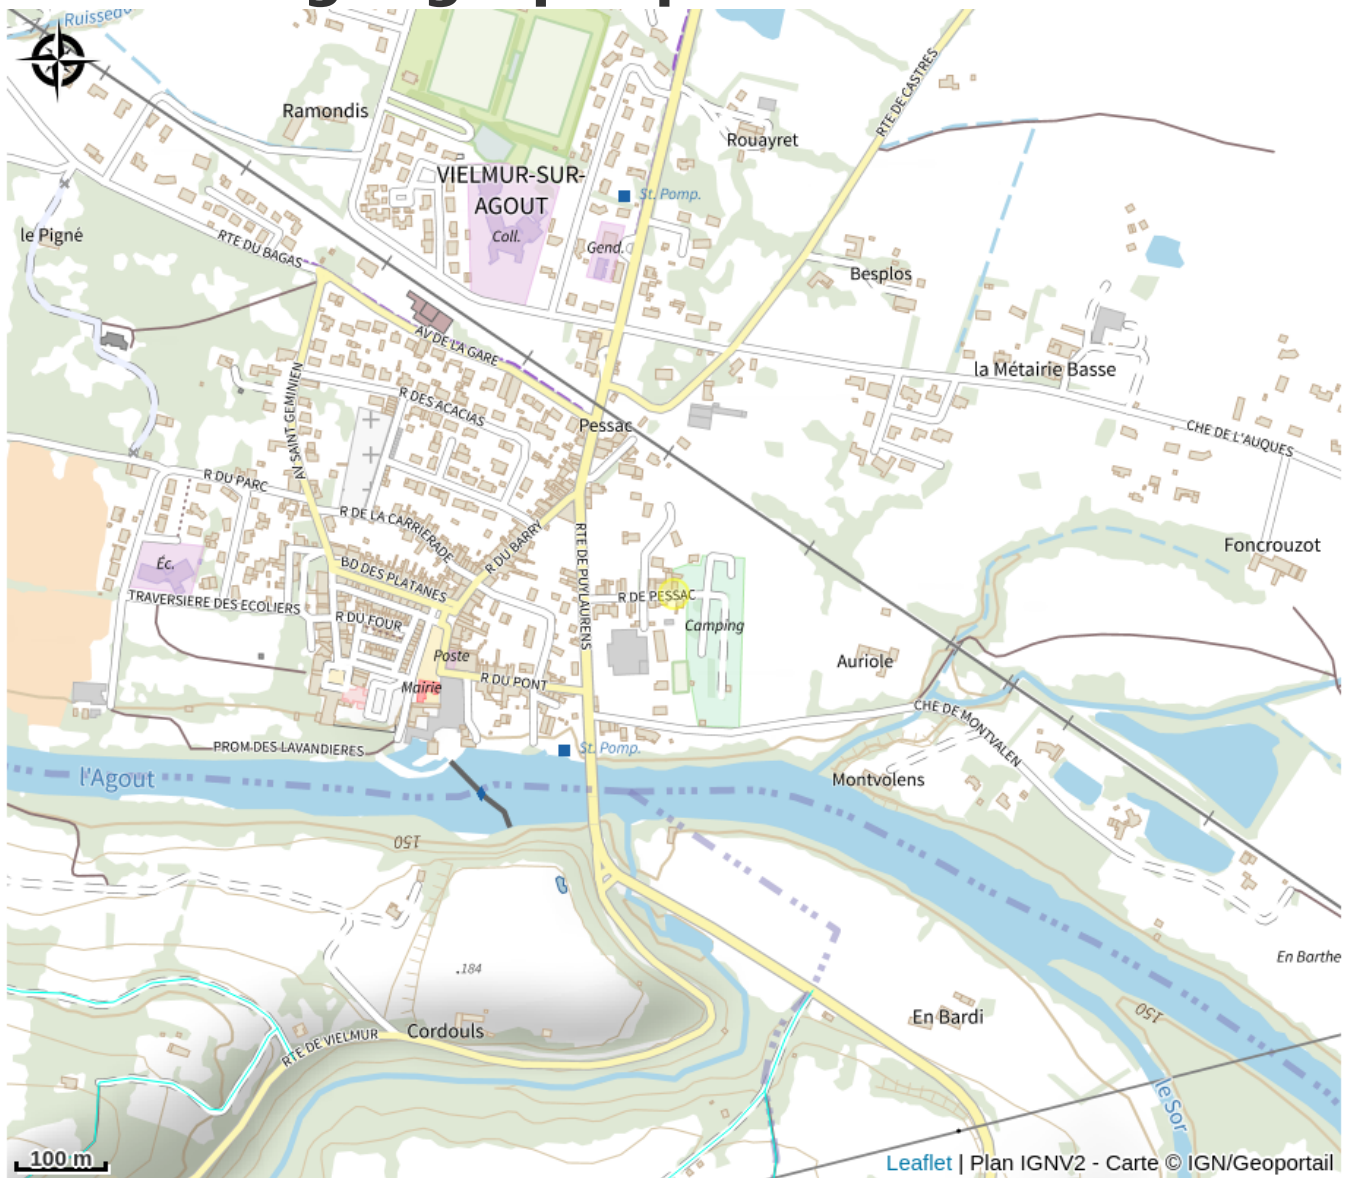 Ruisseau
Ramondis
RTE DE CASTRES
Rouayret
VIELMUR-SUR-
AGOUT
St. Pomp.
Coll.
Gend.
le Pigné
RTE DU BAGAS
Besplos
AV DE LA GARE
la Métairie Basse
AV SAINT GEMINIEN
R DES ACACIAS
Pessac
CHE DE L'AUQUES
R DU PARC
R DE LA CARRIERADE
R DU BARRY
RTE DE PUYLAURENS
Foncrouzot
Éc.
BD DES PLATANES
TRAVERSIERE DES ECOLIERS
R DU FOUR
R DE PESSAC
Camping
Poste
Auriole
Mairie
R DU PONT
CHE DE MONTVALEN
PROM DES LAVANDIERES
St. Pomp.
l'Agout
Montvolens
150
184
En Barthe
Cordouls
En Bardi
150
RTE DE VIELMUR
le Sor
100 m
Leaflet | Plan IGNV2 - Carte © IGN/Geoportail